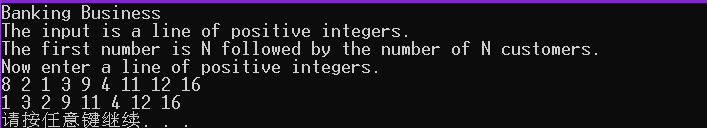 Banking Business
The input is a line of positive integers.
The first number is N followed by the number of N customers.
Now enter a line of positive integers.
8 2 1 3 9 4 11 12 16
1 3 2 9 11 4 12 16
请按任意键继续. . .